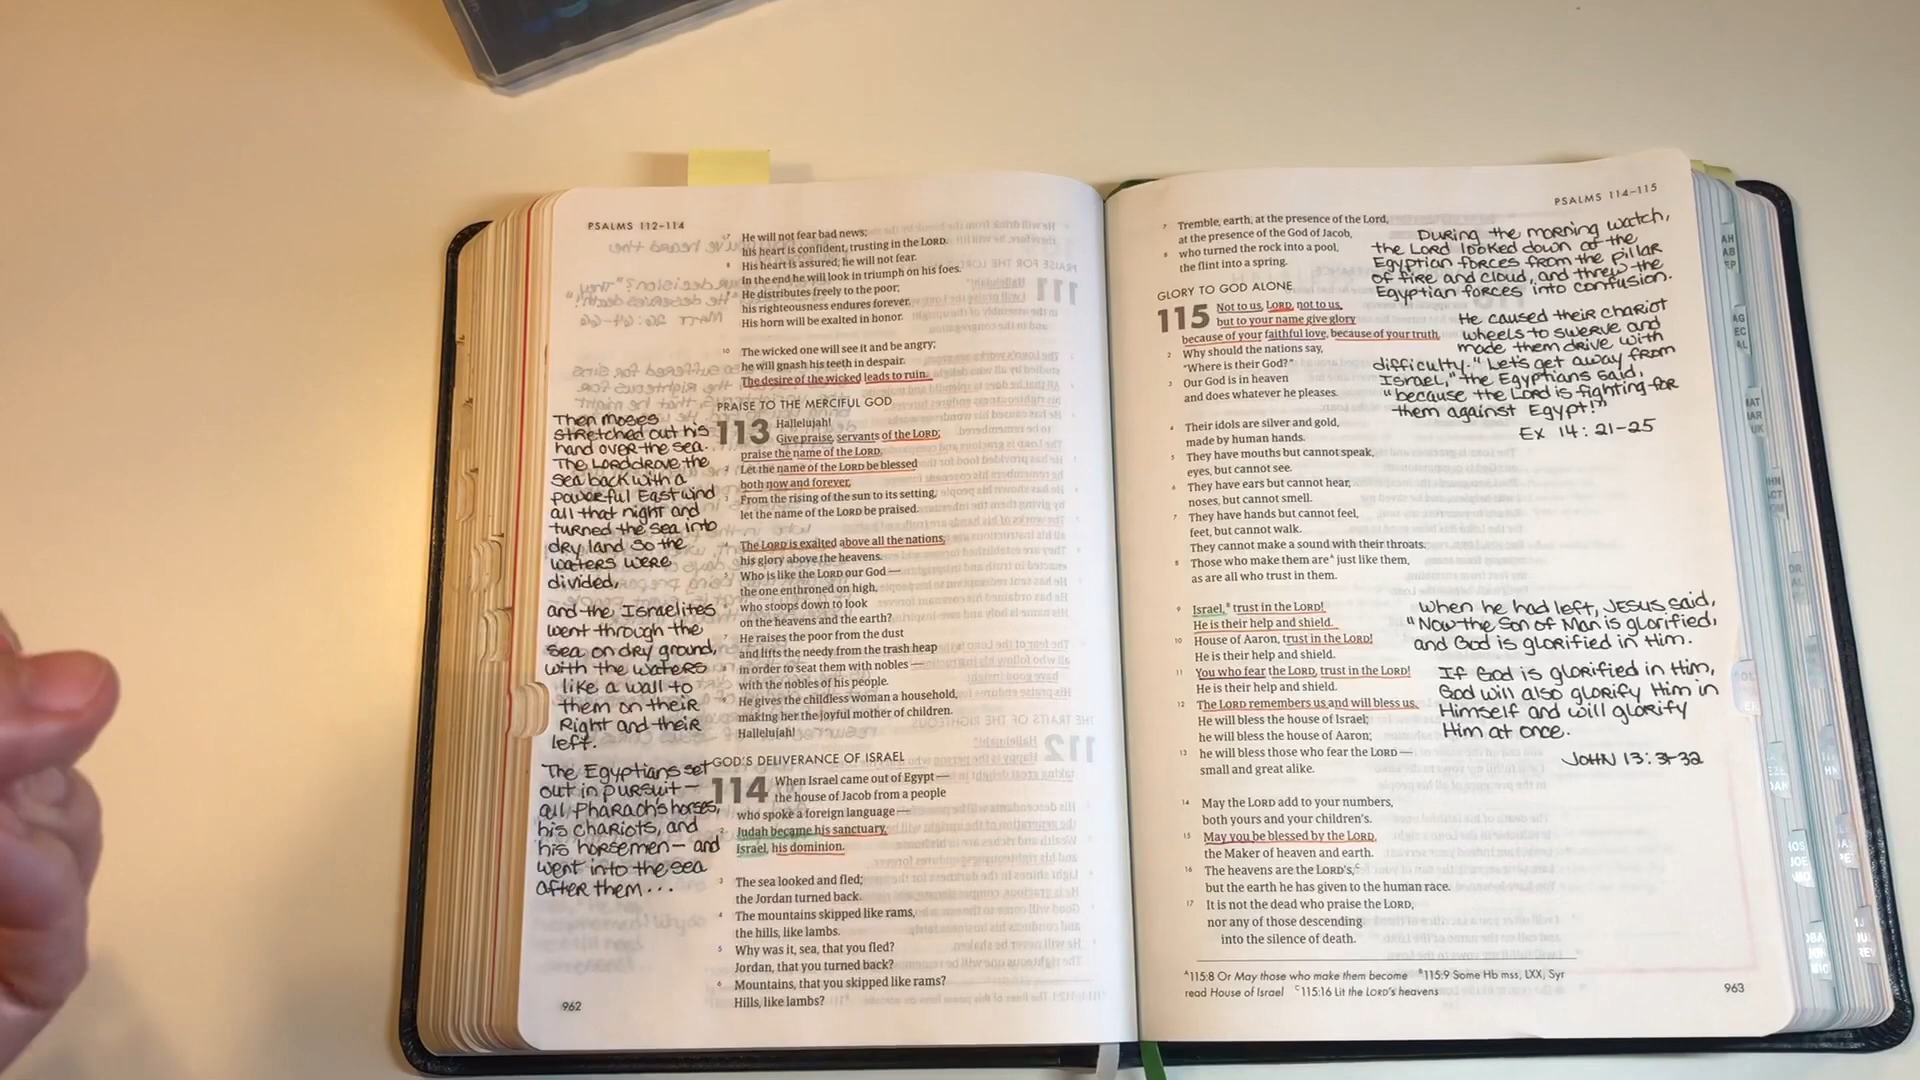 PSALMS 112–114
7 He will not fear bad news;
his heart is confident, trusting in the LORD.
8 His heart is assured; he will not fear.
In the end he will look in triumph on his foes.
9 He distributes freely to the poor;
his righteousness endures forever.
His horn will be exalted in honor.
10 The wicked one will see it and be angry;
he will gnash his teeth in despair.
The desire of the wicked leads to ruin.
PRAISE TO THE MERCIFUL GOD
113 Hallelujah!
Give praise, servants of the LORD;
praise the name of the LORD.
2 Let the name of the LORD be blessed
both now and forever.
3 From the rising of the sun to its setting,
let the name of the LORD be praised.
4 The LORD is exalted above all the nations,
his glory above the heavens.
5 Who is like the LORD our God —
the one enthroned on high,
6 who stoops down to look
on the heavens and the earth?
7 He raises the poor from the dust
and lifts the needy from the trash heap
8 in order to seat them with nobles —
with the nobles of his people.
9 He gives the childless woman a household,
making her the joyful mother of children.
Hallelujah!
GOD'S DELIVERANCE OF ISRAEL
114 When Israel came out of Egypt —
the house of Jacob from a people
who spoke a foreign language —
2 Judah became his sanctuary,
Israel, his dominion.
3 The sea looked and fled;
the Jordan turned back.
4 The mountains skipped like rams,
the hills, like lambs.
5 Why was it, sea, that you fled?
Jordan, that you turned back?
6 Mountains, that you skipped like rams?
Hills, like lambs?
962
Then Moses
stretched out his
hand over the sea.
The LORD drove the
sea back with a
powerful East wind
all that night and
turned the sea into
dry land so the
waters were
divided,
and the Israelites
went through the
sea on dry ground,
with the waters
like a wall to
them on their
Right and their
left.
The Egyptians set
out in pursuit—
all Pharaoh's horses,
his chariots, and
his horsemen— and
went into the sea
after them...
PSALMS 114–115
7 Tremble, earth, at the presence of the Lord,
at the presence of the God of Jacob,
8 who turned the rock into a pool,
the flint into a spring.
GLORY TO GOD ALONE
115 Not to us, LORD, not to us,
but to your name give glory
because of your faithful love, because of your truth.
2 Why should the nations say,
"Where is their God?"
3 Our God is in heaven
and does whatever he pleases.
4 Their idols are silver and gold,
made by human hands.
5 They have mouths but cannot speak,
eyes, but cannot see.
6 They have ears but cannot hear,
noses, but cannot smell.
7 They have hands but cannot feel,
feet, but cannot walk.
They cannot make a sound with their throats.
8 Those who make them are^A just like them,
as are all who trust in them.
9 Israel,^B trust in the LORD!
He is their help and shield.
10 House of Aaron, trust in the LORD!
He is their help and shield.
11 You who fear the LORD, trust in the LORD!
He is their help and shield.
12 The LORD remembers us and will bless us.
He will bless the house of Israel;
he will bless the house of Aaron;
13 he will bless those who fear the LORD —
small and great alike.
14 May the LORD add to your numbers,
both yours and your children's.
15 May you be blessed by the LORD,
the Maker of heaven and earth.
16 The heavens are the LORD's,^C
but the earth he has given to the human race.
17 It is not the dead who praise the LORD,
nor any of those descending
into the silence of death.
^A115:8 Or May those who make them become ^B115:9 Some Hb mss, LXX, Syr
read House of Israel ^C115:16 Lit the LORD's heavens
963
During the morning watch,
the Lord looked down at the
Egyptian forces from the pillar
of fire and cloud, and threw the
Egyptian forces into confusion.
He caused their chariot
wheels to swerve and
made them drive with
difficulty. "Let's get away from
Israel," the Egyptians said,
"because the Lord is fighting for
them against Egypt!"
Ex 14:21-25
When he had left, JESUS said,
"Now the Son of Man is glorified,
and God is glorified in Him.
If God is glorified in Him,
God will also glorify Him in
Himself and will glorify
Him at once.
JOHN 13:31-32